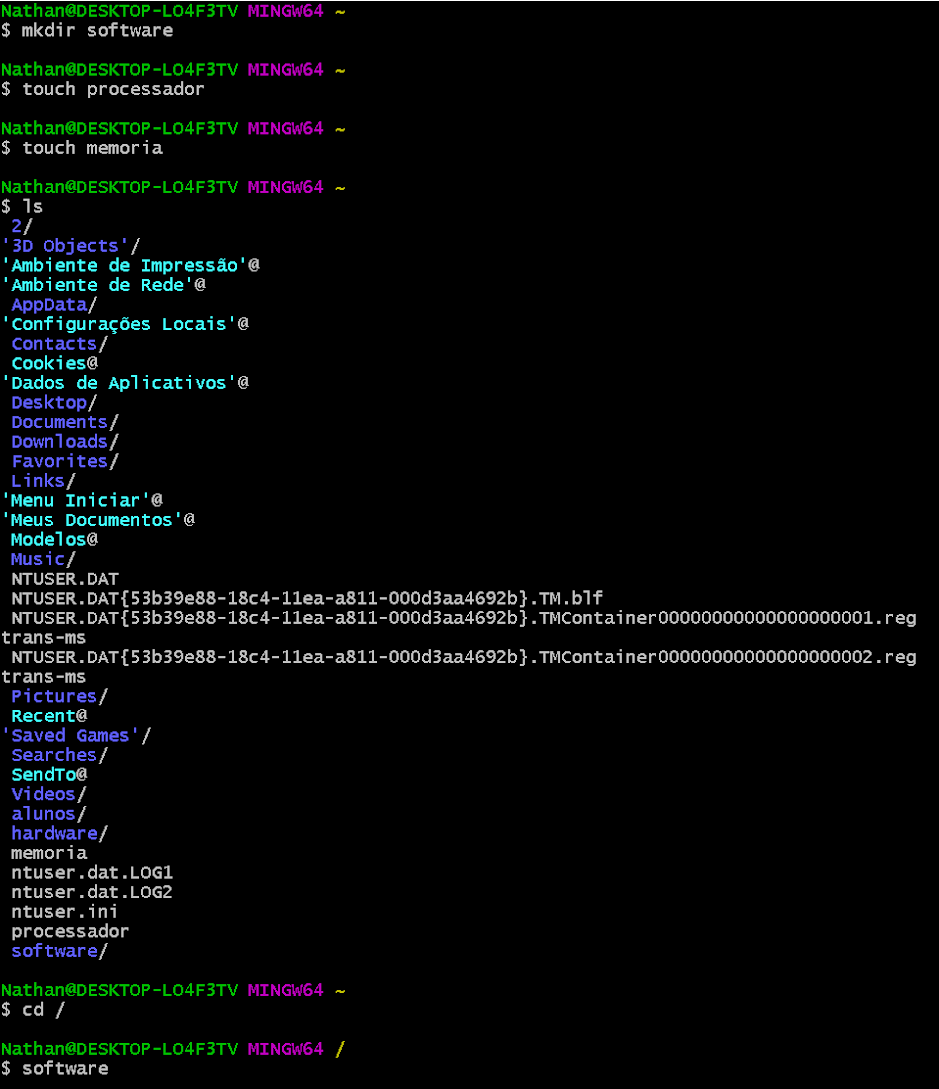 Nathan@DESKTOP-LO4F3TV MINGW64 ~
$ mkdir software
Nathan@DESKTOP-LO4F3TV MINGW64 ~
$ touch processador
Nathan@DESKTOP-LO4F3TV MINGW64 ~
$ touch memoria
Nathan@DESKTOP-LO4F3TV MINGW64 ~
$ ls
2/
'3D Objects'/
'Ambiente de Impressão'@
'Ambiente de Rede'@
AppData/
'Configurações Locais'@
Contacts/
Cookies@
'Dados de Aplicativos'@
Desktop/
Documents/
Downloads/
Favorites/
Links/
'Menu Iniciar'@
'Meus Documentos'@
Modelos@
Music/
NTUSER.DAT
NTUSER.DAT{53b39e88-18c4-11ea-a811-000d3aa4692b}.TM.blf
NTUSER.DAT{53b39e88-18c4-11ea-a811-000d3aa4692b}.TMContainer00000000000000000001.reg
trans-ms
NTUSER.DAT{53b39e88-18c4-11ea-a811-000d3aa4692b}.TMContainer00000000000000000002.reg
trans-ms
Pictures/
Recent@
'Saved Games'/
Searches/
SendTo@
Videos/
alunos/
hardware/
memoria
ntuser.dat.LOG1
ntuser.dat.LOG2
ntuser.ini
processador
software/
Nathan@DESKTOP-LO4F3TV MINGW64 ~
$ cd /
Nathan@DESKTOP-LO4F3TV MINGW64 /
$ software